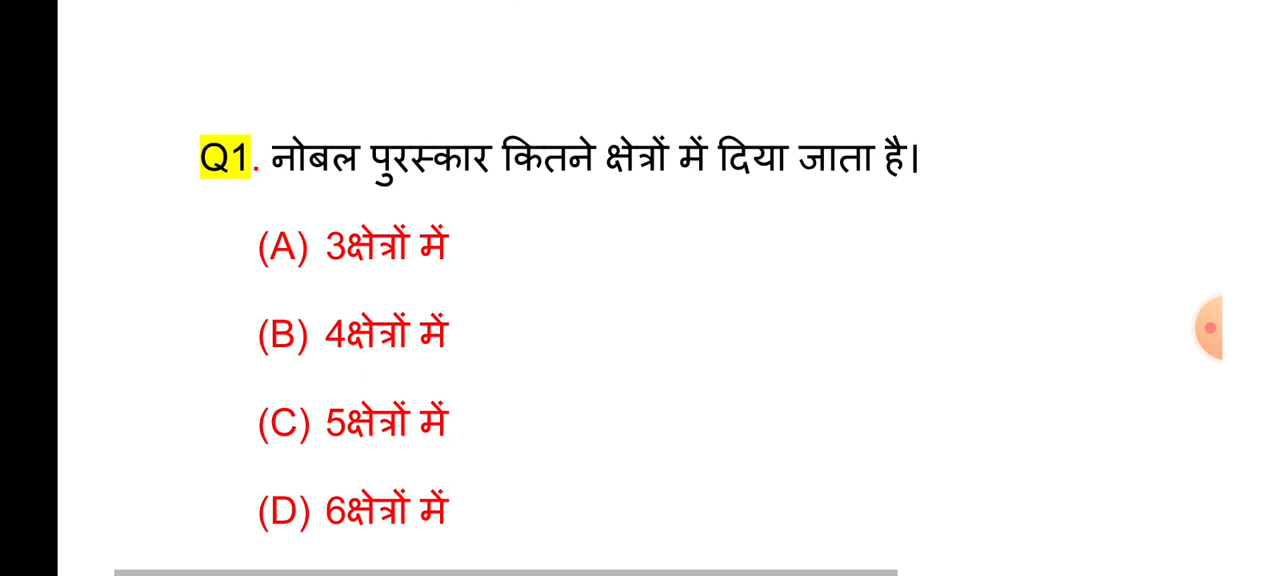 Q1. नोबल पुरस्कार कितने क्षेत्रों में दिया जाता है।
(A) 3क्षेत्रों में
(B) 4क्षेत्रों में
(C) 5क्षेत्रों में
(D) 6क्षेत्रों में